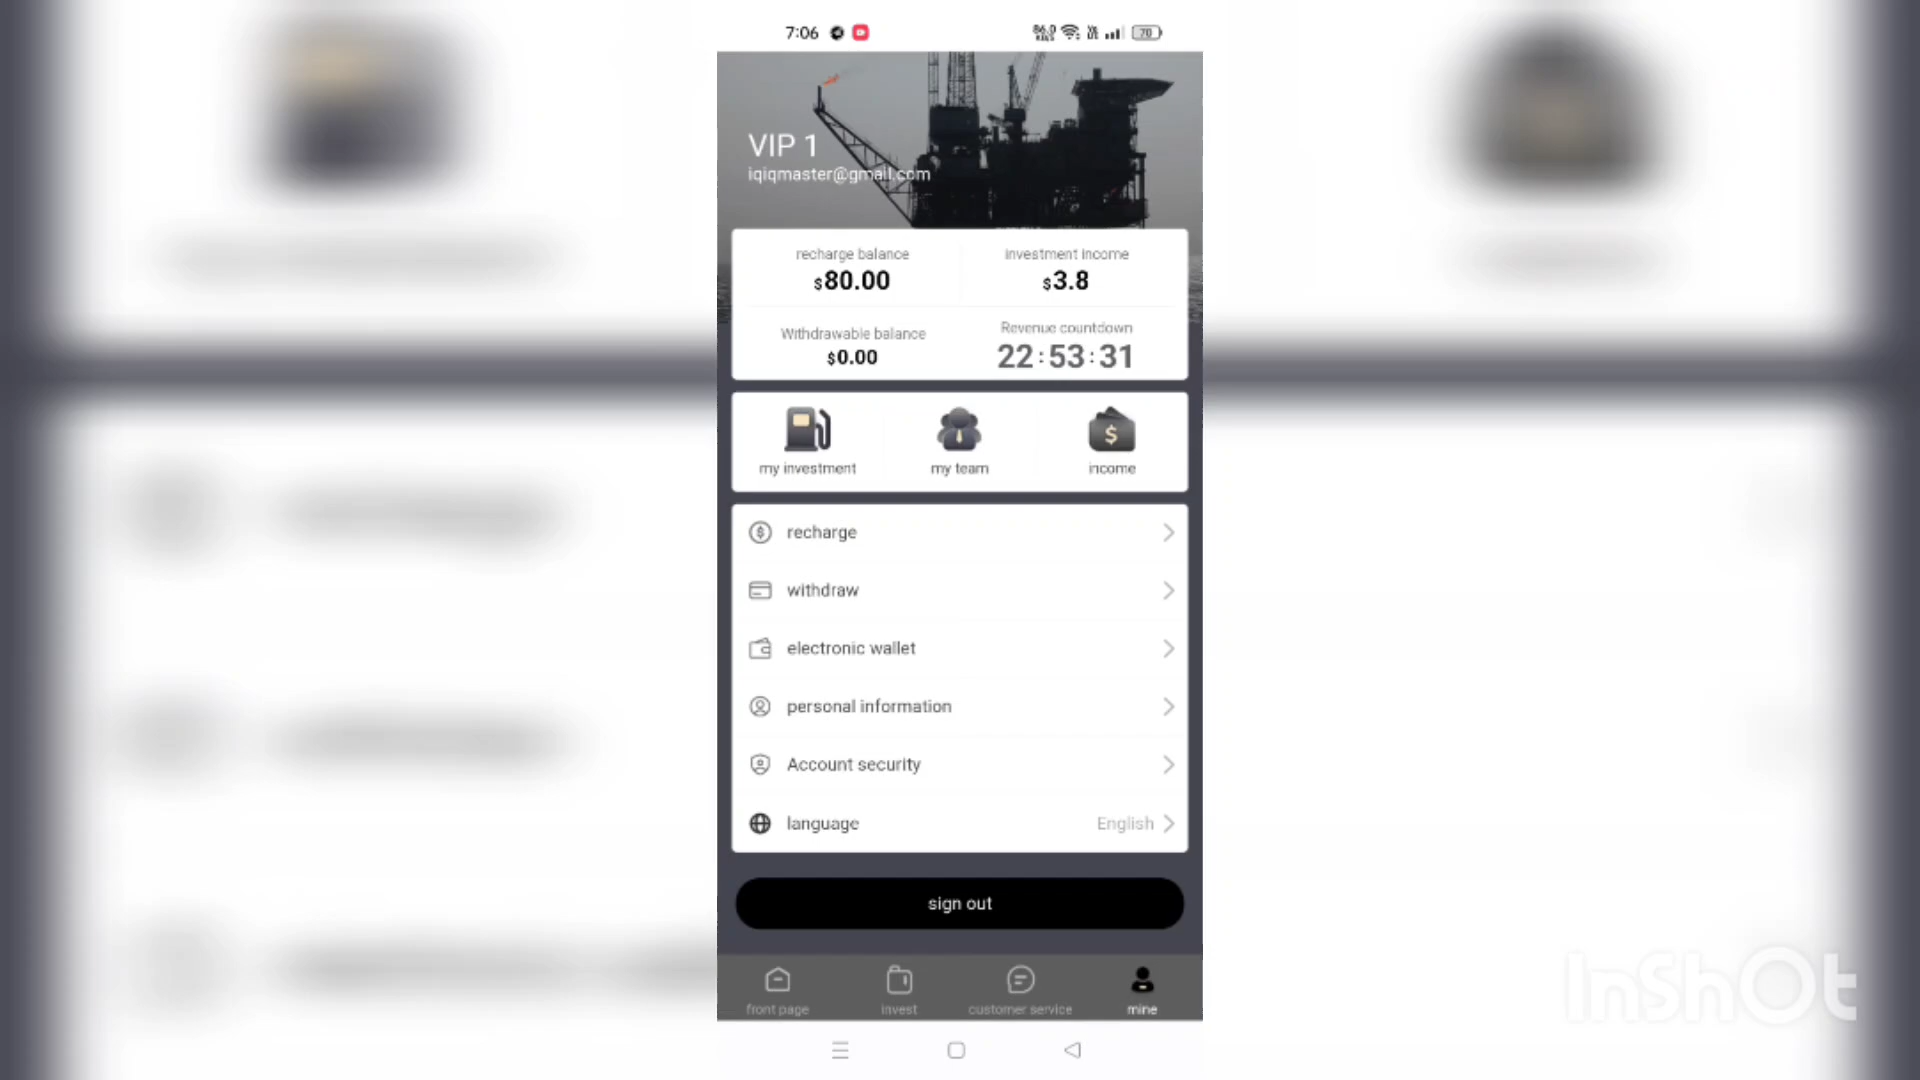 7:06
70
VIP 1
iqiqmaster@gmail.com
recharge balance
$80.00
investment income
$3.8
Withdrawable balance
$0.00
Revenue countdown
22:53:31
my investment
my team
income
recharge
withdraw
electronic wallet
personal information
Account security
language
English
sign out
front page
invest
customer service
mine
InShOt